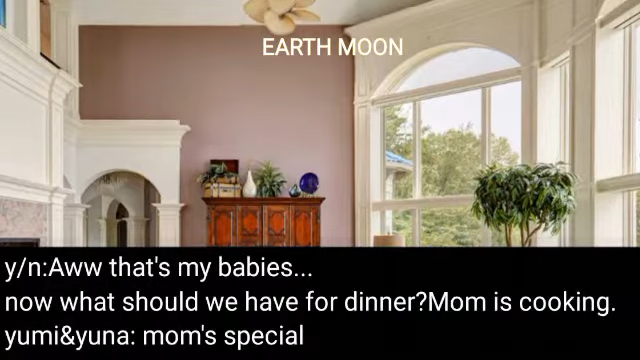 EARTH MOON
y/n:Aww that's my babies...
now what should we have for dinner?Mom is cooking.
yumi&yuna: mom's special